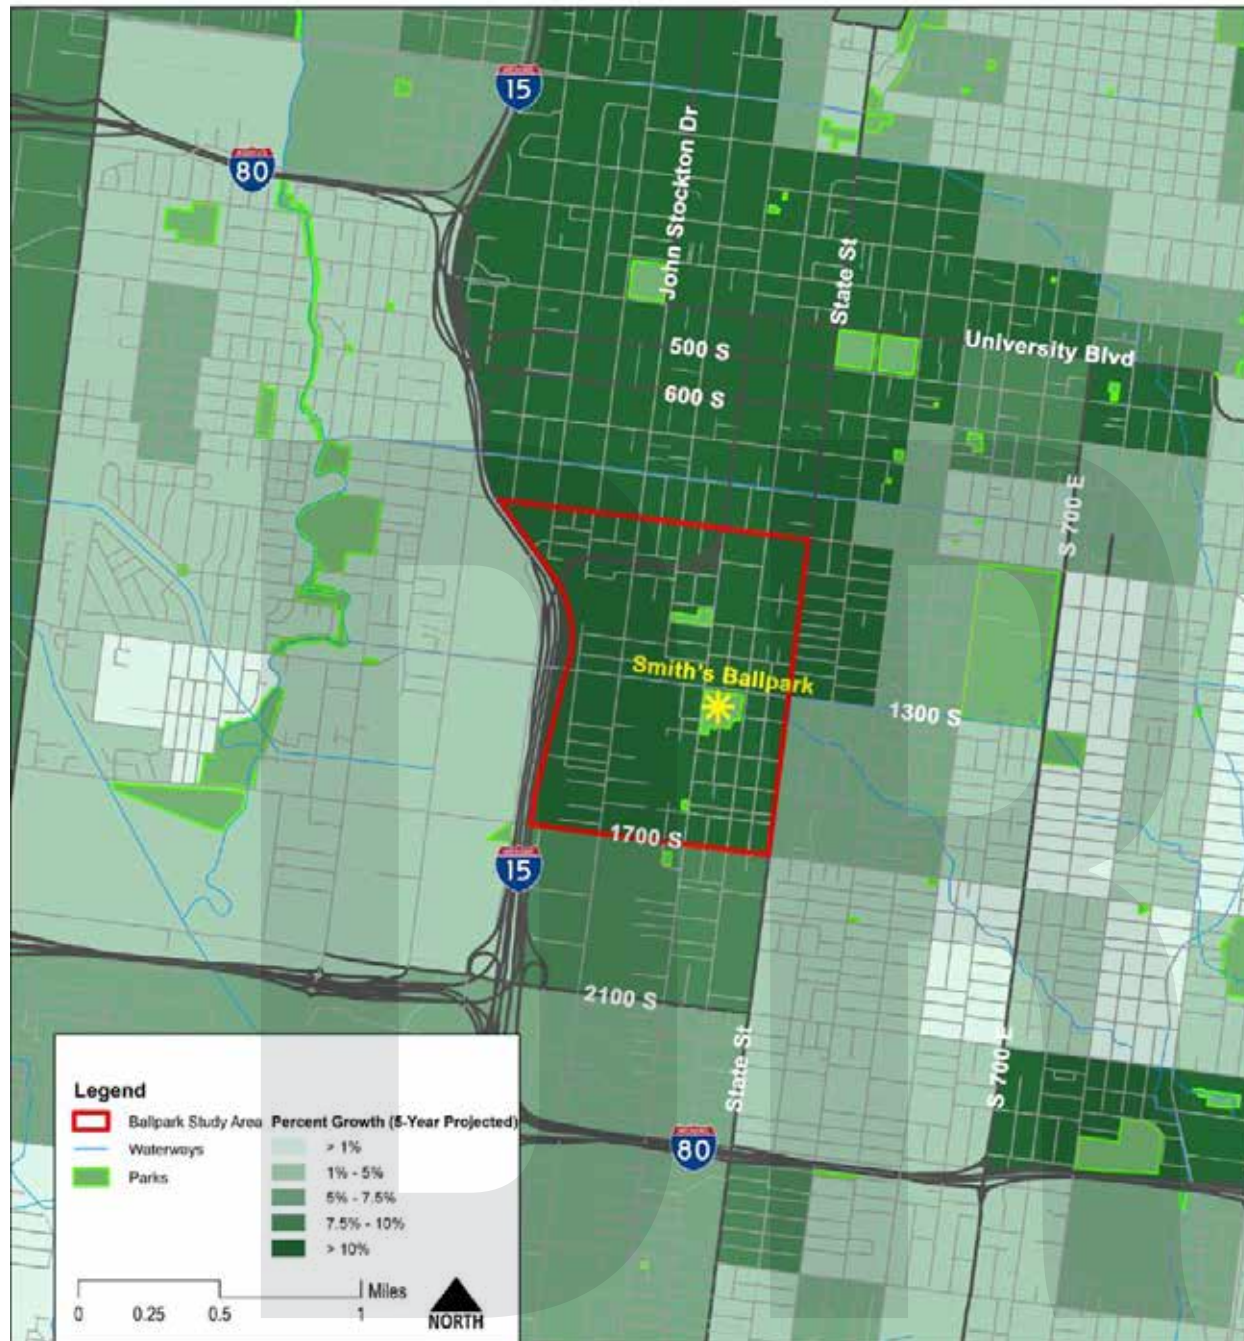 15
80
John Stockton Dr
State St
500 S
University Blvd
600 S
S 700 E
Smith's Ballpark
1300 S
1700 S
15
2100 S
State St
S 700 E
80
Legend
Ballpark Study Area
Waterways
Parks
Percent Growth (5-Year Projected)
> 1%
1% - 5%
5% - 7.5%
7.5% - 10%
> 10%
Miles
0 0.25 0.5 1
NORTH